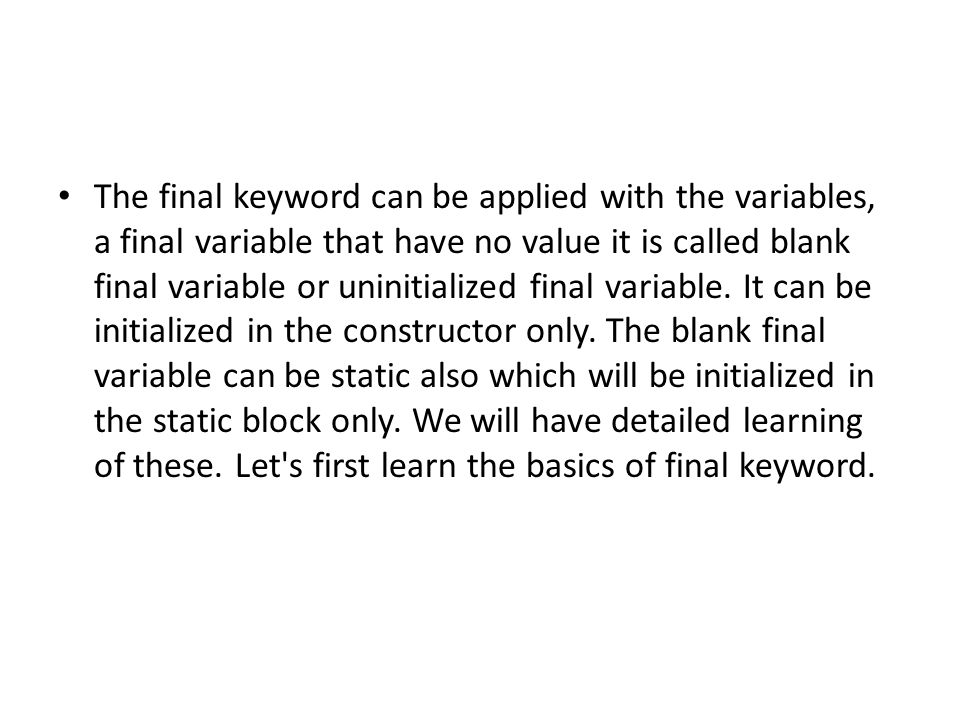 • The final keyword can be applied with the variables,
a final variable that have no value it is called blank
final variable or uninitialized final variable. It can be
initialized in the constructor only. The blank final
variable can be static also which will be initialized in
the static block only. We will have detailed learning
of these. Let's first learn the basics of final keyword.